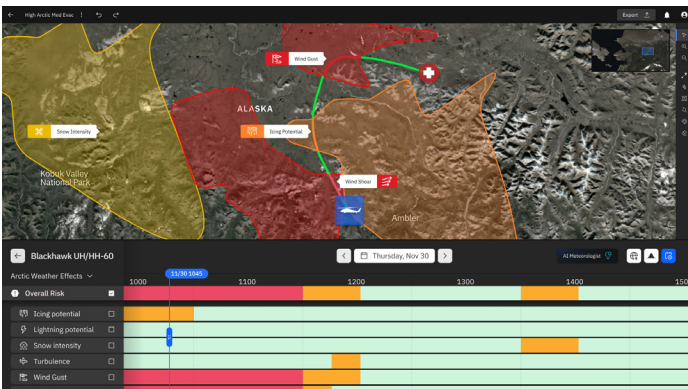 High Arctic Med Evac
Export
Wind Gust
ALASKA
Snow Intensity
Icing Potential
Kobuk Valley
National Park
Wind Shear
Ambler
Blackhawk UH/HH-60
Thursday, Nov 30
AI Meteorologist
Arctic Weather Effects
11/30 1045
1000
1100
1200
1300
1400
150
Overall Risk
Icing potential
Lightning potential
Snow intensity
Turbulence
Wind Gust